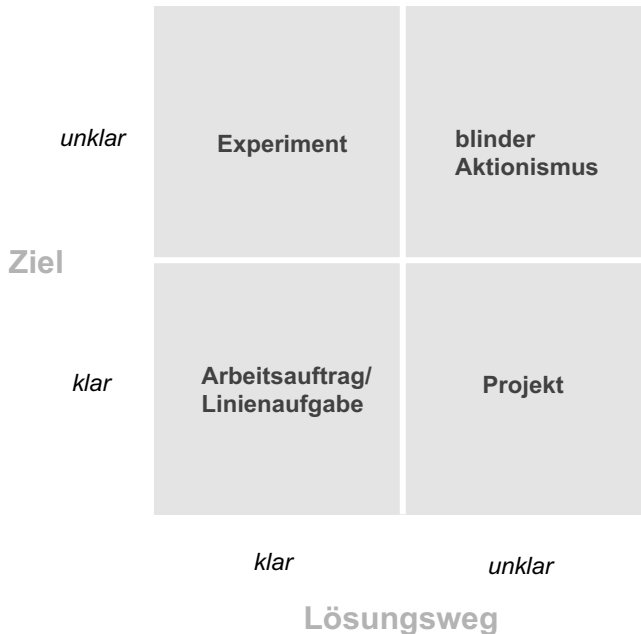 unklar
Experiment
blinder
Aktionismus
Ziel
klar
Arbeitsauftrag/
Linienaufgabe
Projekt
klar
unklar
Lösungsweg